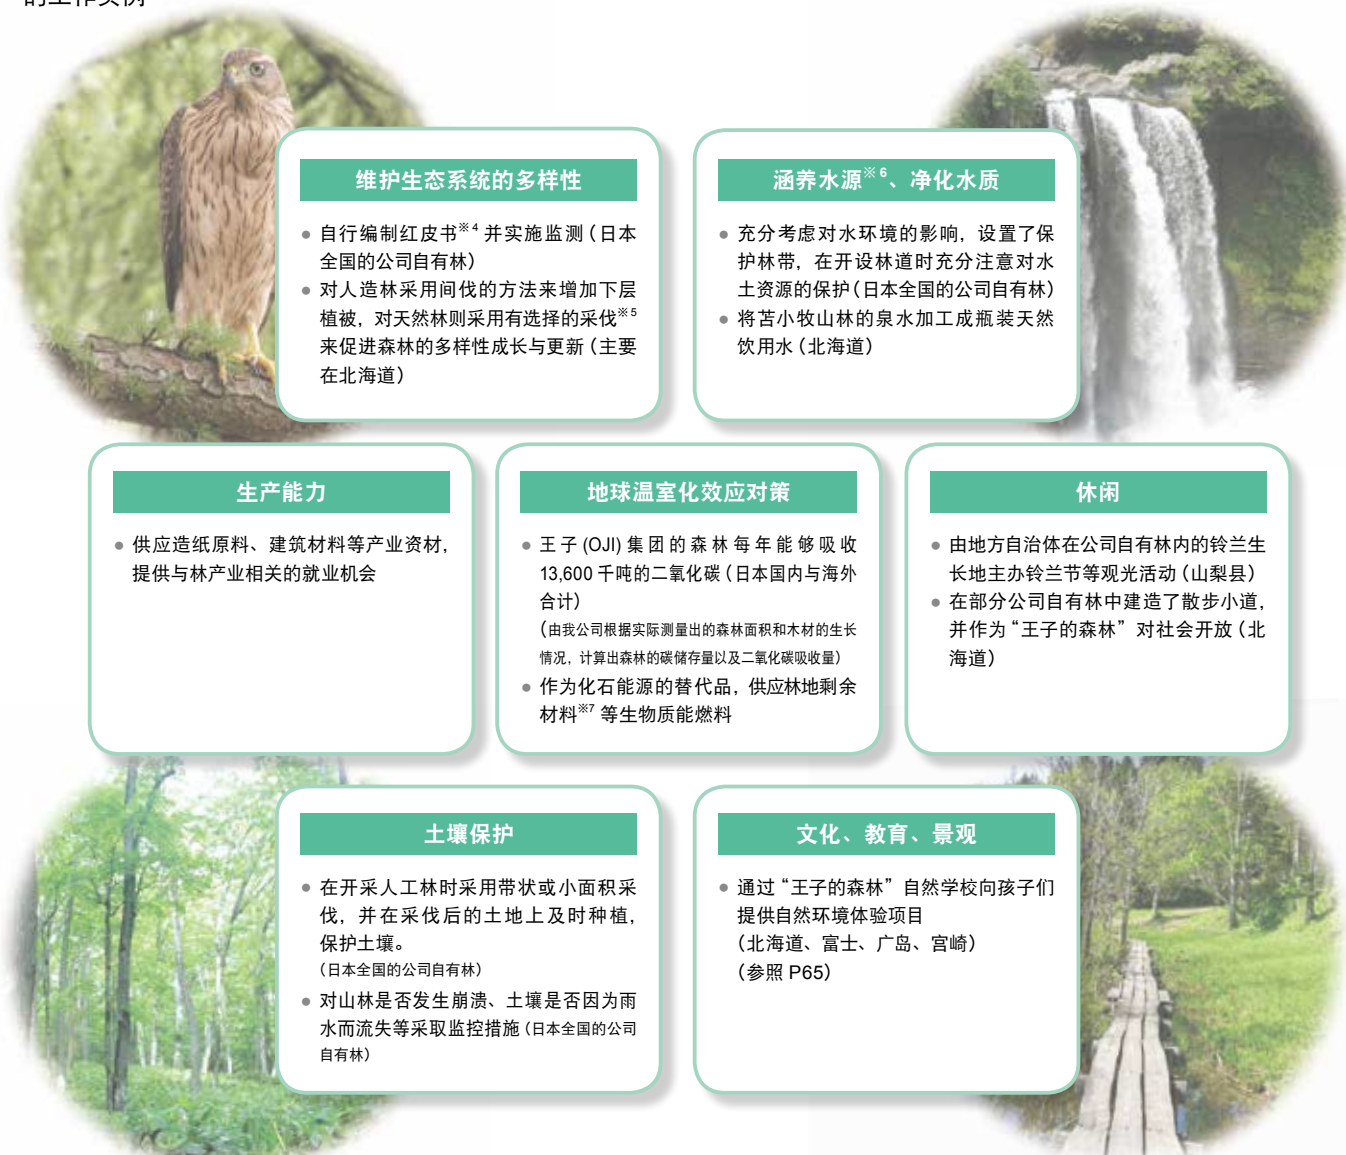 的工作实例
维护生态系统的多样性
● 自行编制红皮书※4 并实施监测（日本
全国的公司自有林）
● 对人造林采用间伐的方法来增加下层
植被，对天然林则采用有选择的采伐※5
来促进森林的多样性成长与更新（主要
在北海道）
涵养水源※6、净化水质
● 充分考虑对水环境的影响，设置了保
护林带，在开设林道时充分注意对水
土资源的保护（日本全国的公司自有林）
● 将苫小牧山林的泉水加工成瓶装天然
饮用水（北海道）
生产能力
● 供应造纸原料、建筑材料等产业资材，
提供与林产业相关的就业机会
地球温室化效应对策
● 王子 (OJI) 集团的森林每年能够吸收
13,600 千吨的二氧化碳（日本国内与海外
合计）
（由我公司根据实际测量出的森林面积和木材的生长
情况，计算出森林的碳储存量以及二氧化碳吸收量）
● 作为化石能源的替代品，供应林地剩余
材料※7 等生物质能燃料
休闲
● 由地方自治体在公司自有林内的铃兰生
长地主办铃兰节等观光活动（山梨县）
● 在部分公司自有林中建造了散步小道，
并作为“王子的森林”对社会开放（北
海道）
土壤保护
● 在开采人工林时采用带状或小面积采
伐，并在采伐后的土地上及时种植，
保护土壤。
（日本全国的公司自有林）
● 对山林是否发生崩溃、土壤是否因为雨
水而流失等采取监控措施（日本全国的公司
自有林）
文化、教育、景观
● 通过“王子的森林”自然学校向孩子们
提供自然环境体验项目
（北海道、富士、广岛、宫崎）
（参照 P65）